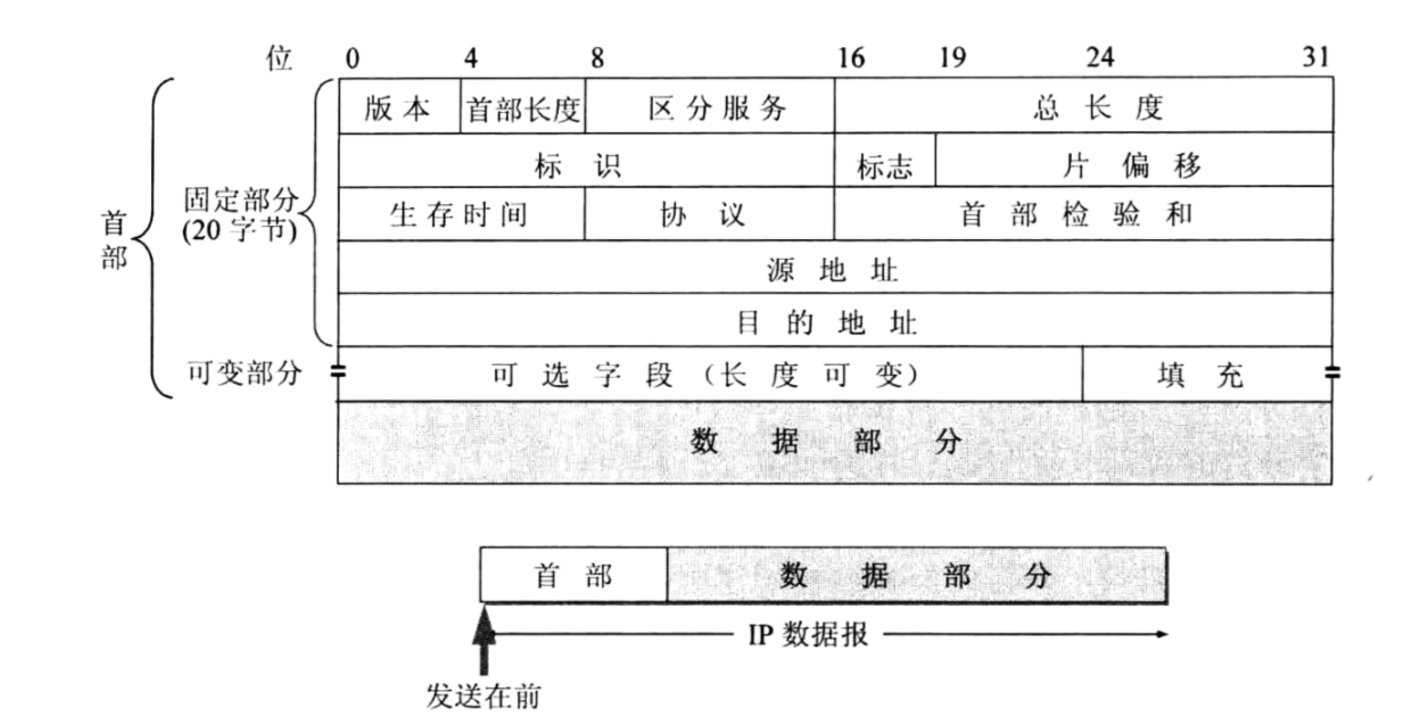 位 0 4 8 16 19 24 31
版本 首部长度 区分服务 总长度
标识 标志 片偏移
固定部分
(20 字节)
生存时间 协议 首部检验和
首部
源地址
目的地址
可变部分 可选字段（长度可变） 填充
数据部分
首部 数据部分
IP 数据报
发送在前